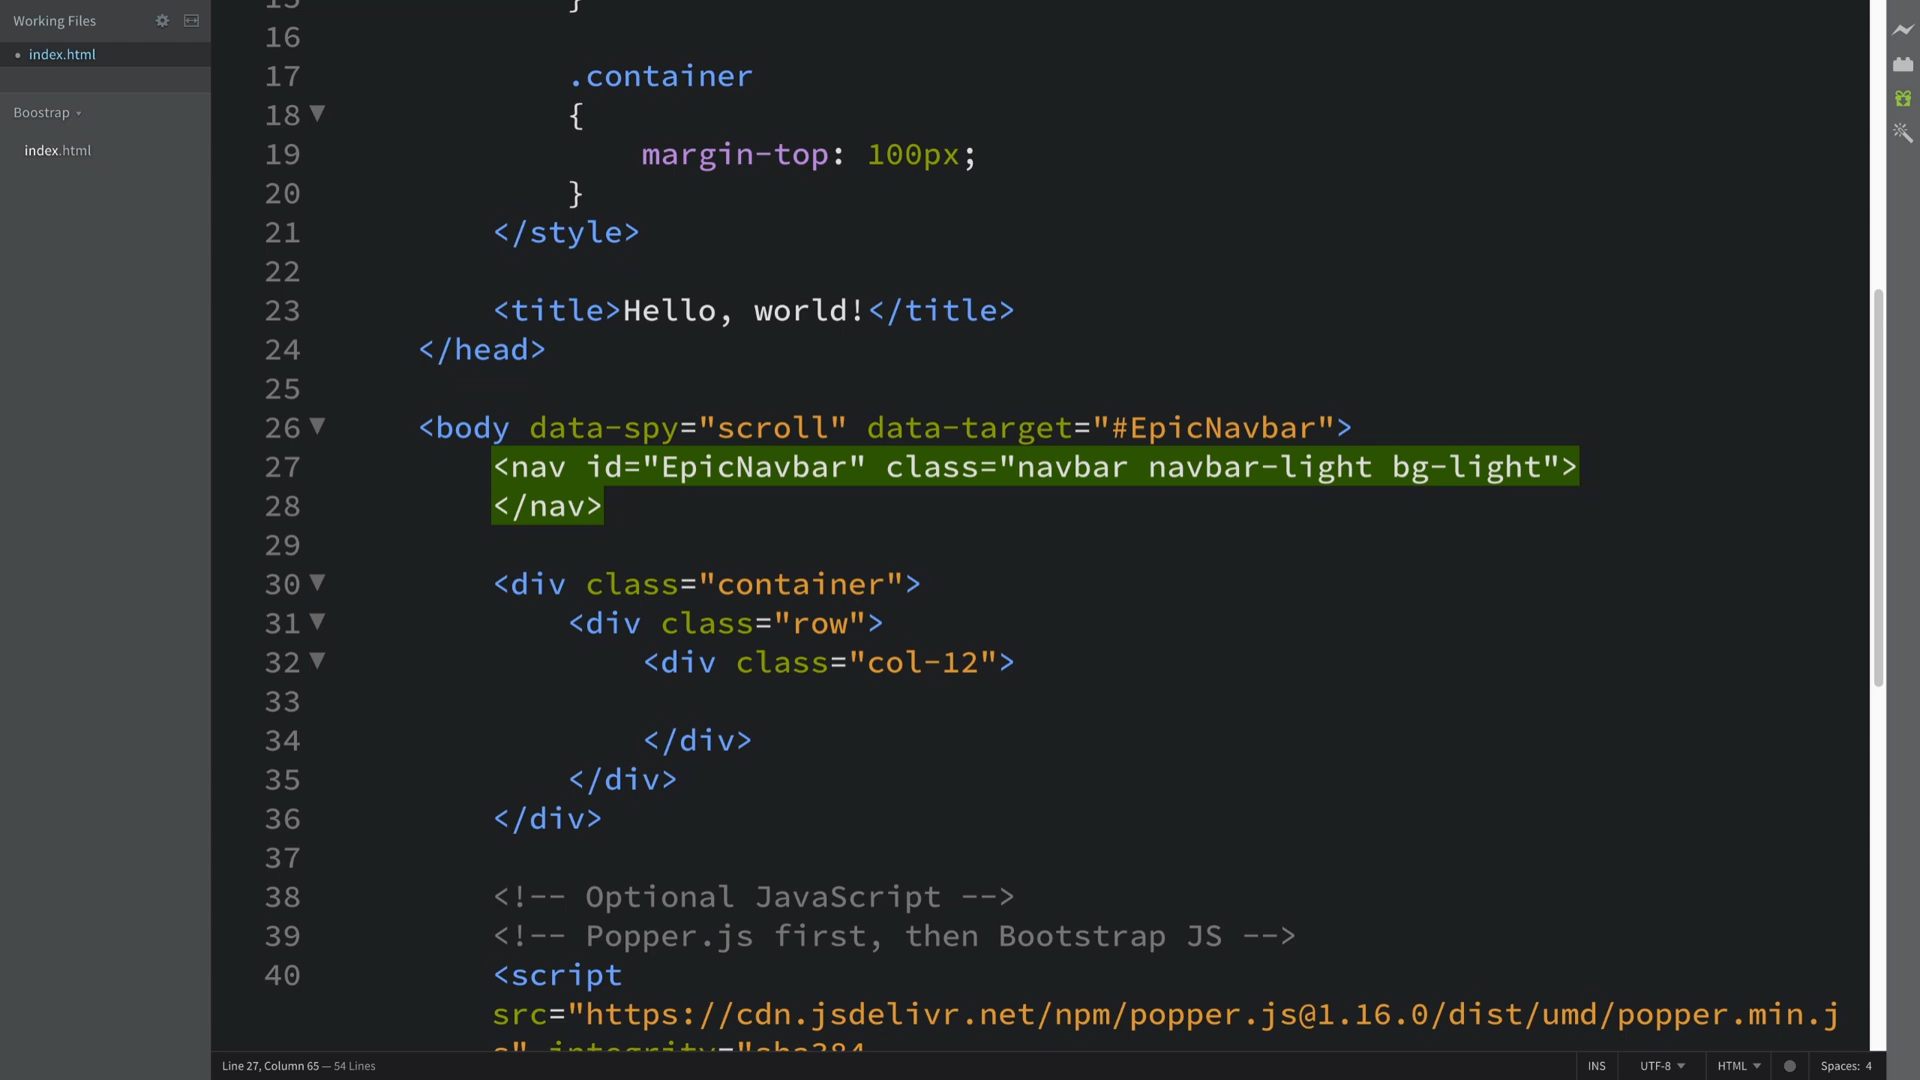 Working Files
index.html
Boostrap
index.html
16
17 .container
18 {
19 margin-top: 100px;
20 }
21 </style>
22
23 <title>Hello, world!</title>
24 </head>
25
26 <body data-spy="scroll" data-target="#EpicNavbar">
27 <nav id="EpicNavbar" class="navbar navbar-light bg-light">
28 </nav>
29
30 <div class="container">
31 <div class="row">
32 <div class="col-12">
33
34 </div>
35 </div>
36 </div>
37
38 <!-- Optional JavaScript -->
39 <!-- Popper.js first, then Bootstrap JS -->
40 <script
src="https://cdn.jsdelivr.net/npm/popper.js@1.16.0/dist/umd/popper.min.j
s" integrity="sha384
Line 27, Column 65 — 54 Lines
INS UTF-8 HTML Spaces: 4